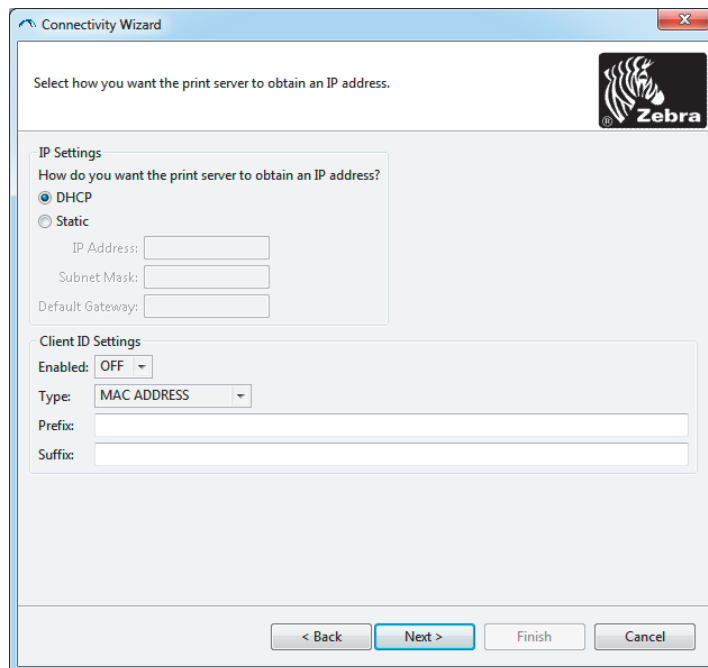 Connectivity Wizard
Select how you want the print server to obtain an IP address.
® Zebra
IP Settings
How do you want the print server to obtain an IP address?
DHCP
Static
IP Address:
Subnet Mask:
Default Gateway:
Client ID Settings
Enabled: OFF
Type: MAC ADDRESS
Prefix:
Suffix:
< Back Next > Finish Cancel